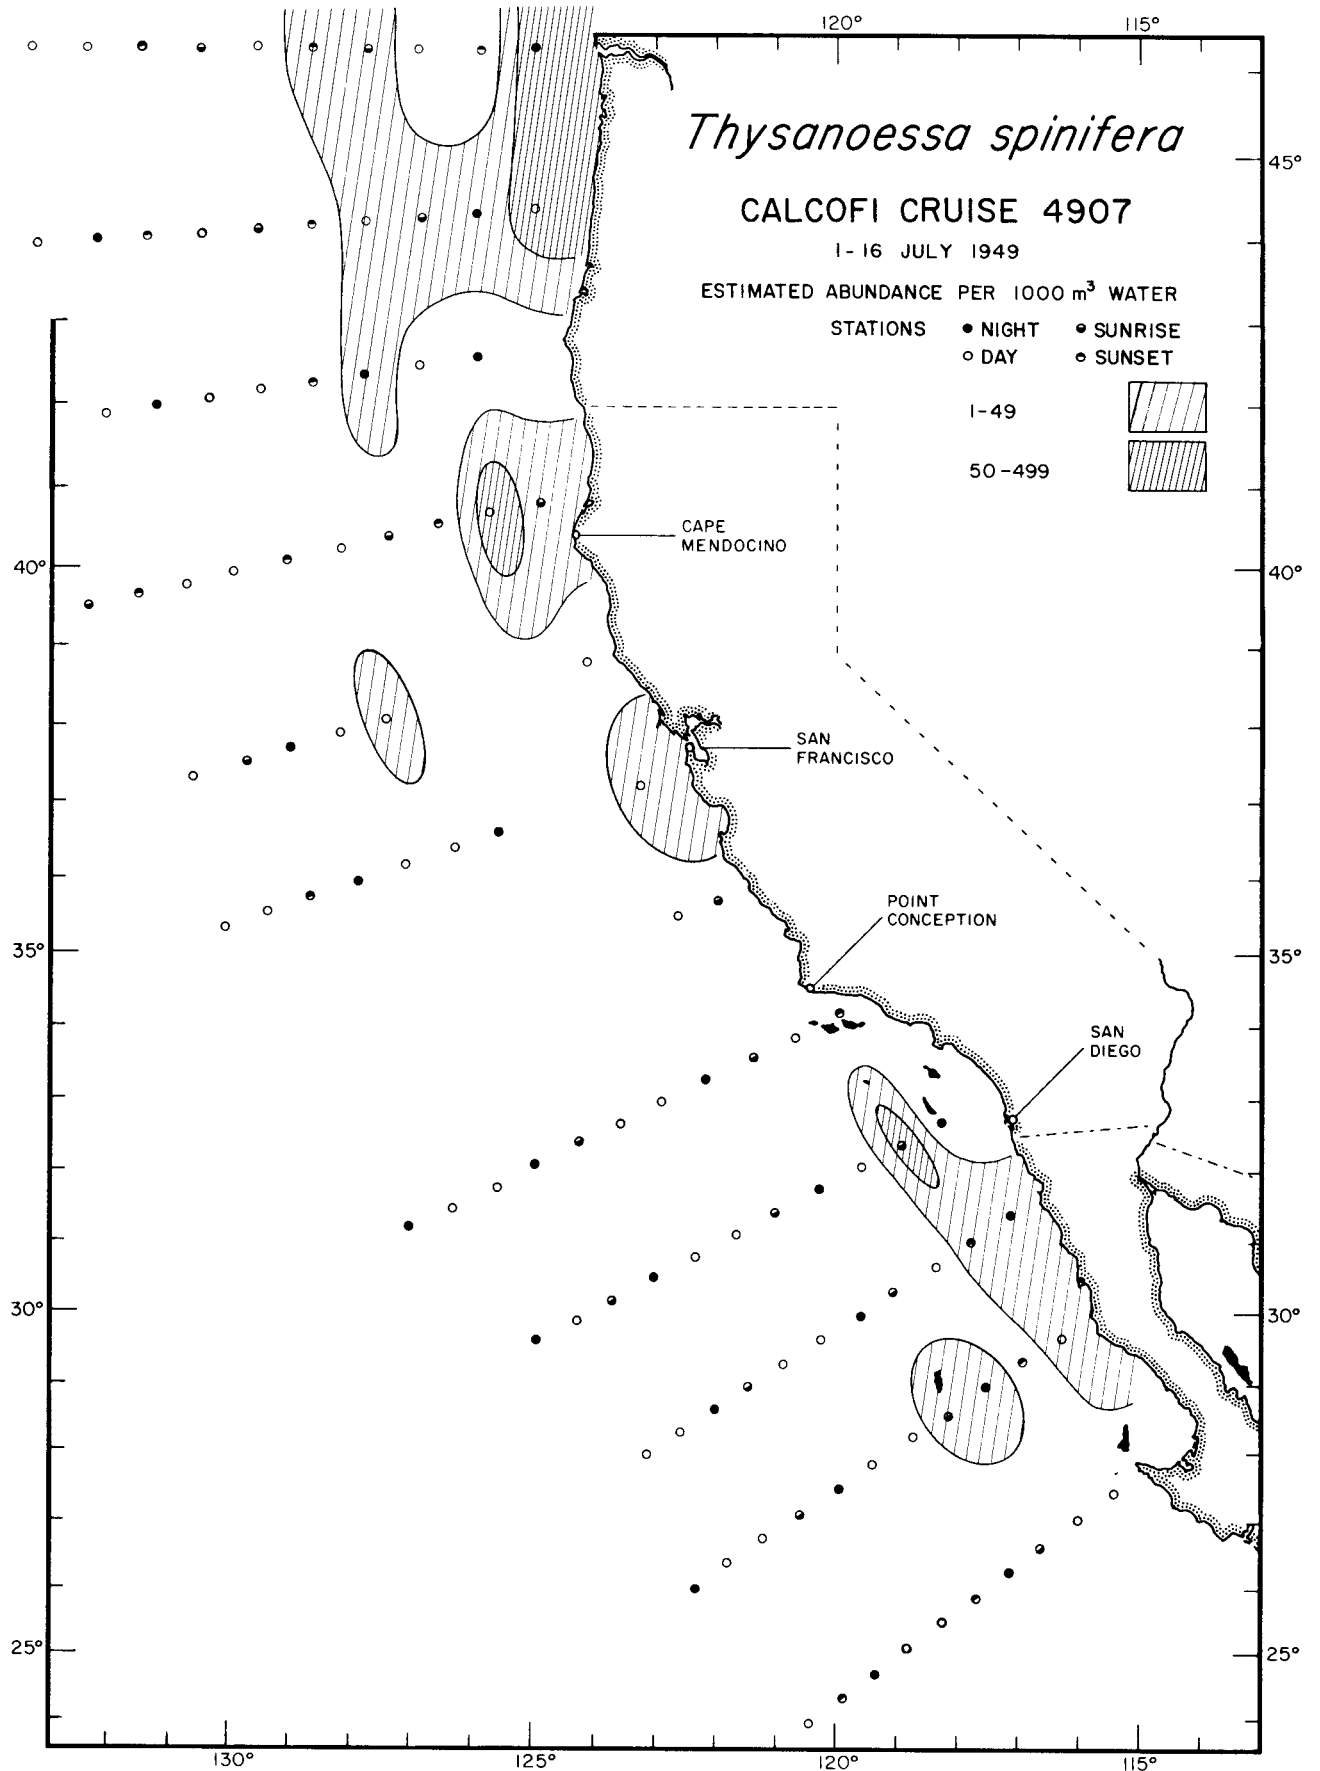 120° 115°
Thysanoessa spinifera
45°
CALCOFI CRUISE 4907
1-16 JULY 1949
ESTIMATED ABUNDANCE PER 1000 m³ WATER
STATIONS NIGHT SUNRISE
DAY SUNSET
1-49
50-499
CAPE
MENDOCINO
40° 40°
SAN
FRANCISCO
POINT
CONCEPTION
35° 35°
SAN
DIEGO
30° 30°
25° 25°
130° 125° 120° 115°